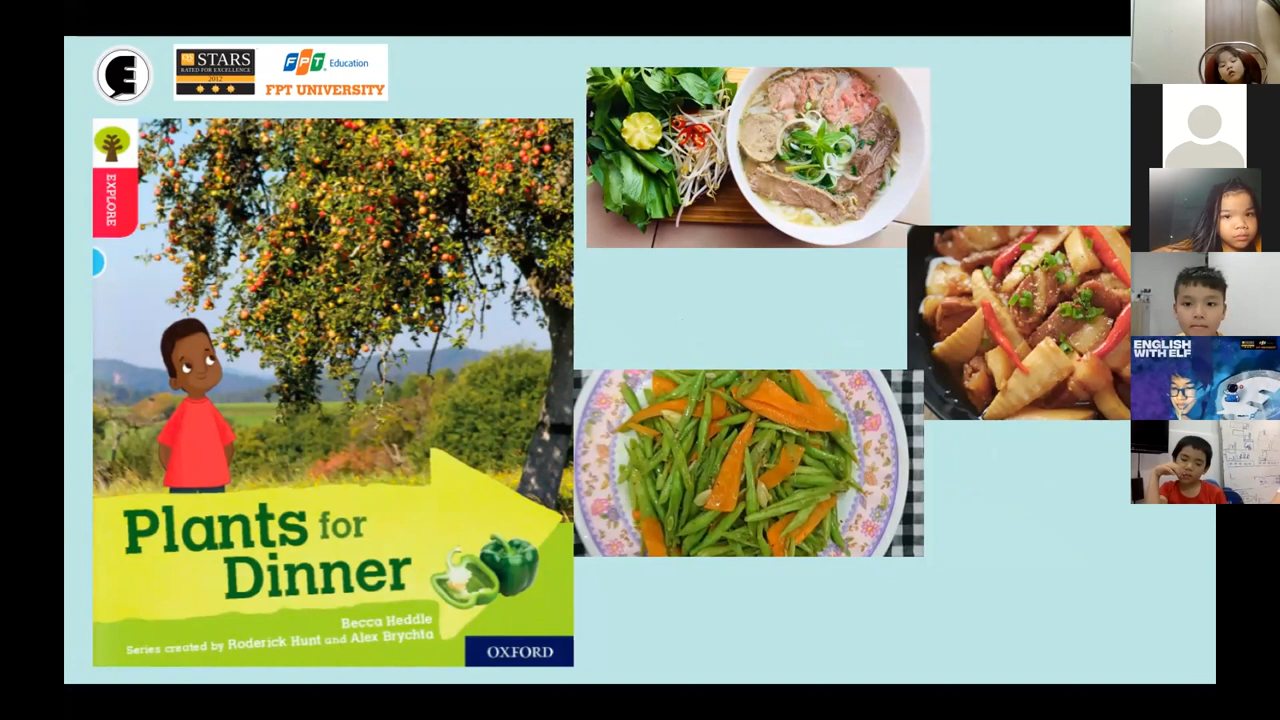 STARS
RATED FOR EXCELLENCE
2012
FPT Education
FPT UNIVERSITY
EXPLORE
Plants for
Dinner
Becca Heddle
Series created by Roderick Hunt and Alex Brychta
OXFORD
ENGLISH
WITH ELF